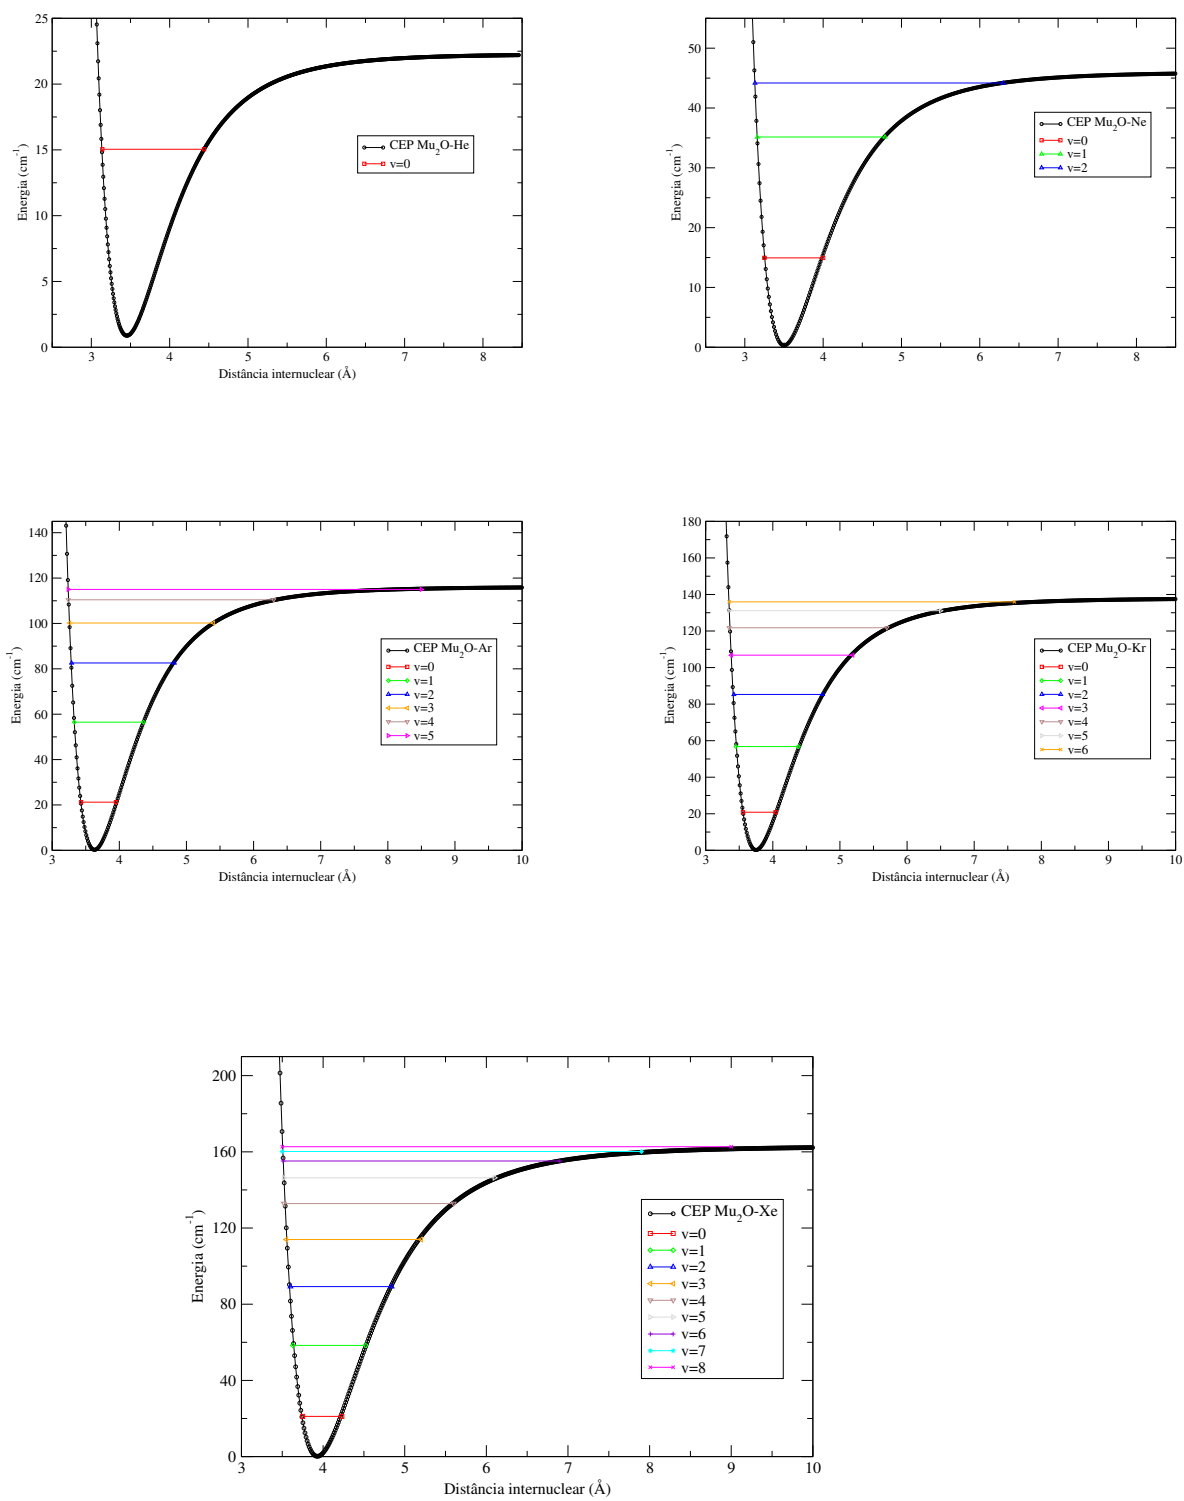 25
20
15
10
5
0
3
4
5
6
7
8
Energia (cm-1)
Distância internuclear (Å)
CEP Mu2O-He
v=0
50
40
30
20
10
0
3
4
5
6
7
8
Energia (cm-1)
CEP Mu2O-Ne
v=0
v=1
v=2
140
120
100
80
60
40
20
0
3
4
5
6
7
8
9
10
Energia (cm-1)
Distância internuclear (Å)
CEP Mu2O-Ar
v=0
v=1
v=2
v=3
v=4
v=5
180
160
140
120
100
80
60
40
20
0
3
4
5
6
7
8
9
10
Energia (cm-1)
Distância internuclear (Å)
CEP Mu2O-Kr
v=0
v=1
v=2
v=3
v=4
v=5
v=6
200
160
120
80
40
0
3
4
5
6
7
8
9
10
Energia (cm-1)
Distância internuclear (Å)
CEP Mu2O-Xe
v=0
v=1
v=2
v=3
v=4
v=5
v=6
v=7
v=8